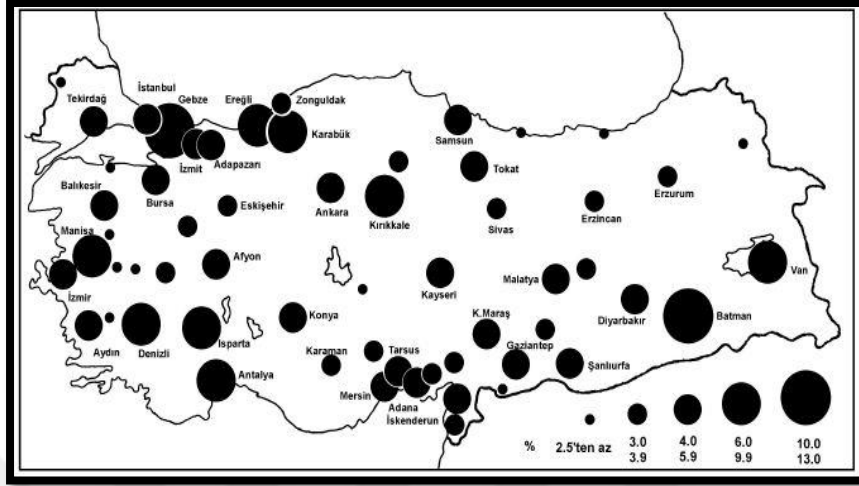 İstanbul
Tekirdağ
Gebze
Ereğli
Zonguldak
Karabük
Samsun
İzmit
Adapazarı
Tokat
Balıkesir
Bursa
Eskişehir
Ankara
Kırıkkale
Sivas
Erzincan
Erzurum
Manisa
Afyon
İzmir
Kayseri
Malatya
Van
Aydın
Denizli
Isparta
Konya
K.Maraş
Diyarbakır
Batman
Karaman
Tarsus
Gaziantep
Şanlıurfa
Antalya
Mersin
Adana
İskenderun
% 2.5'ten az 3.0 4.0 6.0 10.0
3.9 5.9 9.9 13.0